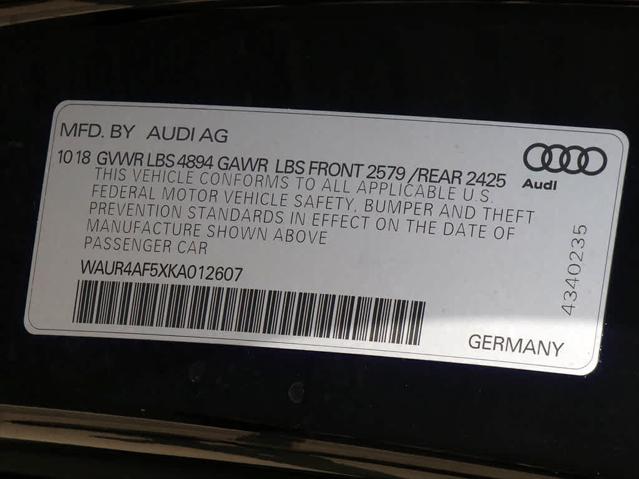 MFD. BY AUDI AG
1018 GVWR LBS 4894 GAWR LBS FRONT 2579 /REAR 2425
THIS VEHICLE CONFORMS TO ALL APPLICABLE U.S.
FEDERAL MOTOR VEHICLE SAFETY, BUMPER AND THEFT
PREVENTION STANDARDS IN EFFECT ON THE DATE OF
MANUFACTURE SHOWN ABOVE
PASSENGER CAR
WAUR4AF5XKA012607
Audi
4340235
GERMANY